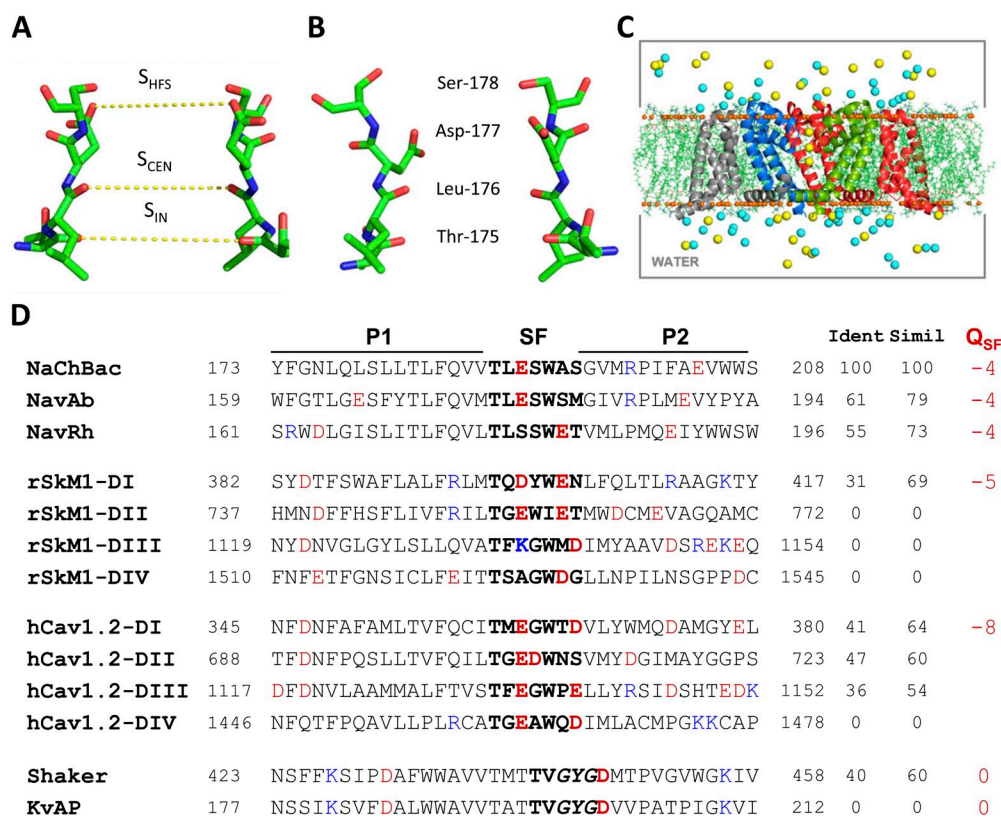 A B C
S_HFS
S_CEN
S_IN
Ser-178
Asp-177
Leu-176
Thr-175
WATER
D
P1 SF P2 Ident Simil Q_SF
NaChBac 173 YFGNLQLSLLTLFQVVTLESWASGVMRPIFAEVWWS 208 100 100 -4
NavAb 159 WFGTLGESFYTLFQVMTLESWSMGIVRPLMEVYPYA 194 61 79 -4
NavRh 161 SRWDLGISLITLFQVLTLSSWETVMLPMQEIYWWSW 196 55 73 -4
rSkM1-DI 382 SYDTFSWAFLALFRLMTQDYWENLFQLTLRAAGKTY 417 31 69 -5
rSkM1-DII 737 HMNDFFHSFLIVFRILTGEWIETMWDCMEVAGQAMC 772 0 0
rSkM1-DIII 1119 NYDNVGLGYLSLLQVATFKGWMDIMYAAVDSREKEQ 1154 0 0
rSkM1-DIV 1510 FNFETFGNSICLFEITTSAGWDGLLNPILNSGPPDC 1545 0 0
hCav1.2-DI 345 NFDNFAFAMLTVFQCITMEGWTDVLYWMQDAMGYEL 380 41 64 -8
hCav1.2-DII 688 TFDNFPQSLLTVFQILTGEDWNSVMYDGIMAYGGPS 723 47 60
hCav1.2-DIII 1117 DFDNVLAAMMALFTVSTFEGWPELLYRSIDSHTEDK 1152 36 54
hCav1.2-DIV 1446 NFQTFPQAVLLPLRCATGEAWQDIMLACMPGKKCAP 1478 0 0
Shaker 423 NSFFKSIPDAFWWAVVTMTTVGYGDMTPVGVWGKIV 458 40 60 0
KvAP 177 NSSIKSVFDALWWAVVTATTVGYGDVVPATPIGKVI 212 0 0 0